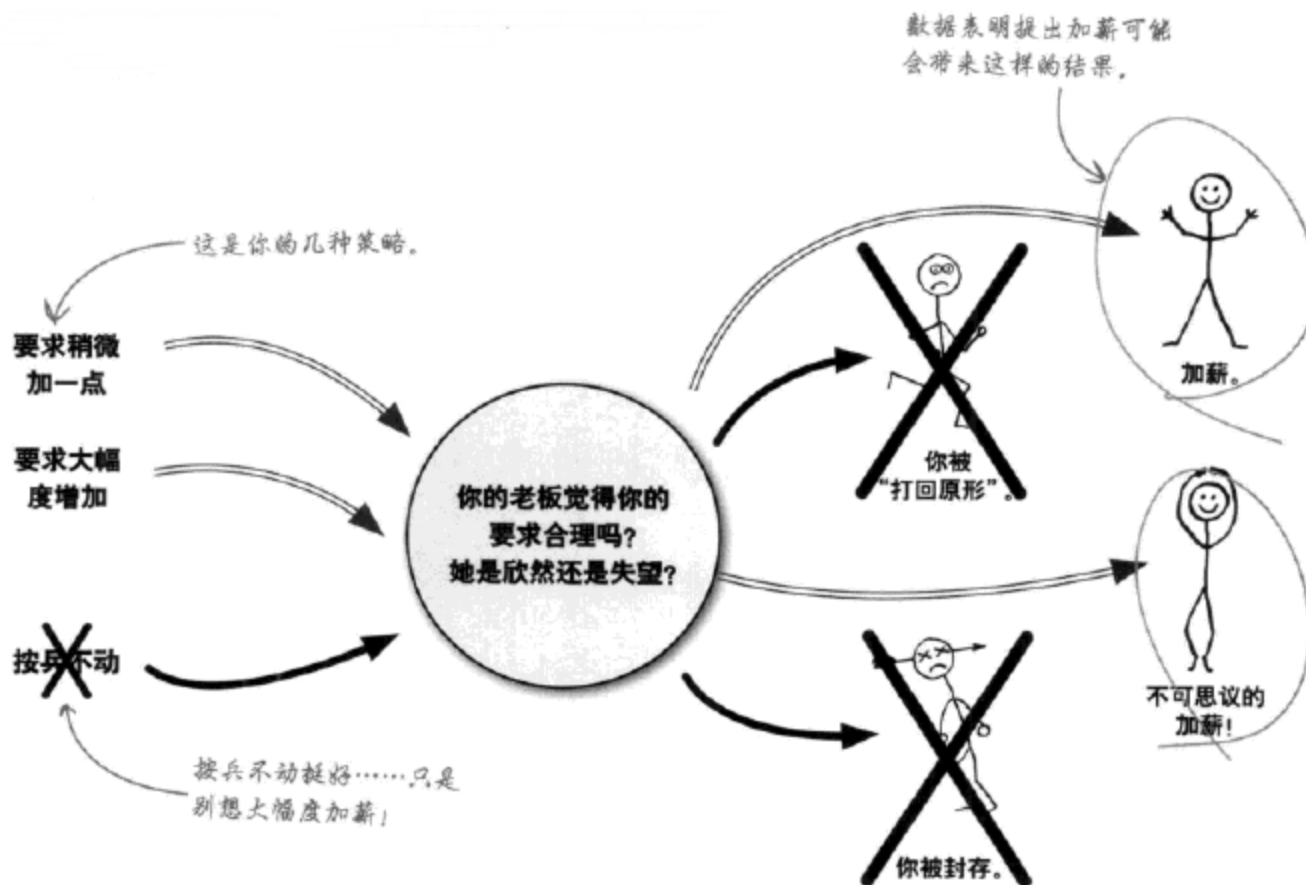 数据表明提出加薪可能
会带来这样的结果。
这是你的几种策略。
要求稍微
加一点
加薪。
要求大幅
度增加
你被
“打回原形”。
你的老板觉得你的
要求合理吗?
她是欣然还是失望?
按兵不动
不可思议的
加薪!
按兵不动挺好……只是
别想大幅度加薪!
你被封存。